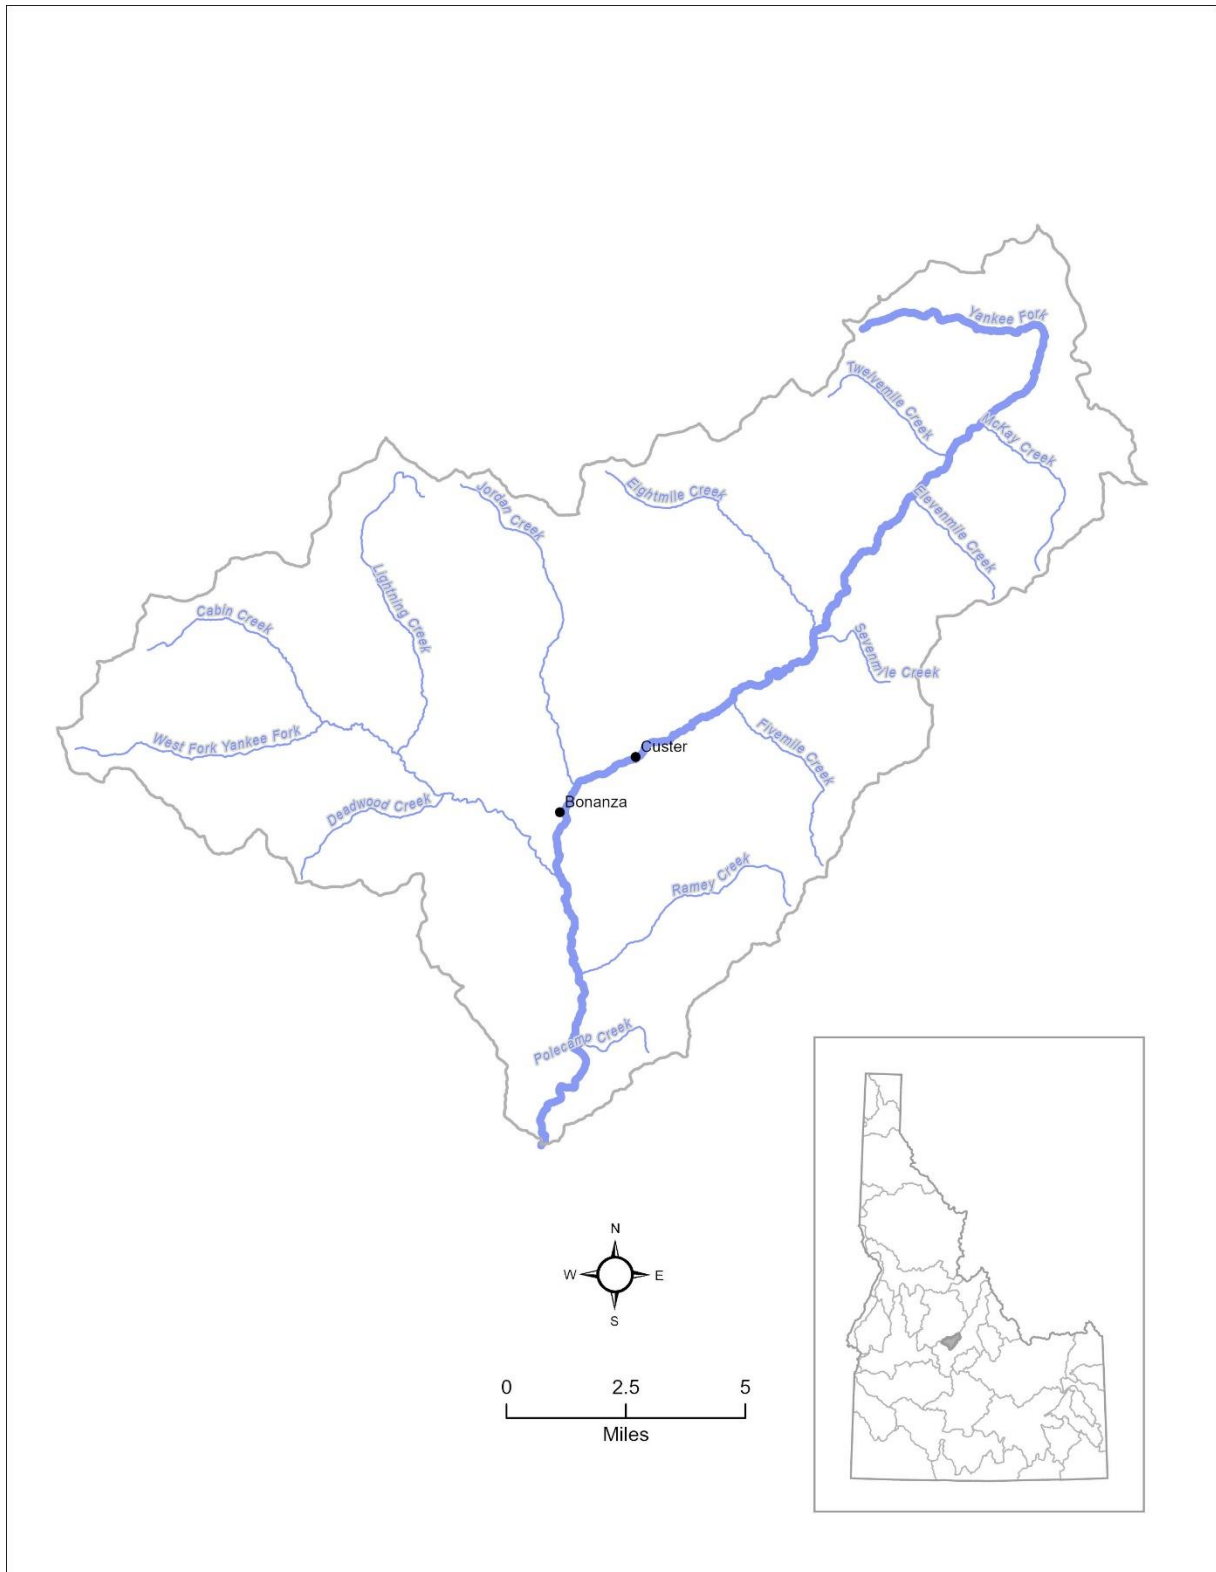 Yankee Fork
Twelvemile Creek
McKay Creek
Elevenmile Creek
Eightmile Creek
Jordan Creek
Lightning Creek
Cabin Creek
Sevenmile Creek
West Fork Yankee Fork
Fivemile Creek
Custer
Bonanza
Deadwood Creek
Ramey Creek
Polecamp Creek
N
W E
S
0 2.5 5
Miles